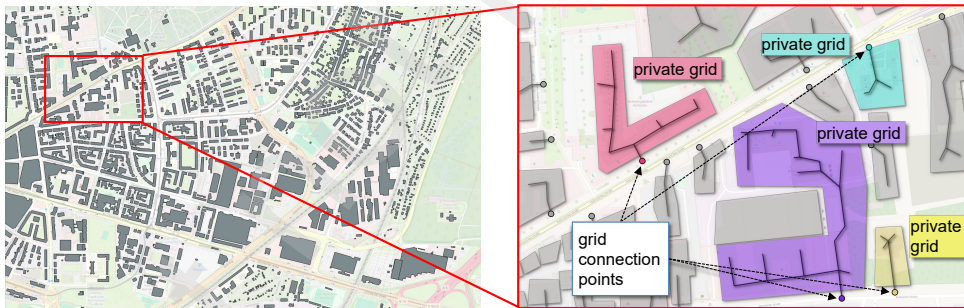 private grid
private grid
private grid
grid
connection
points
private
grid